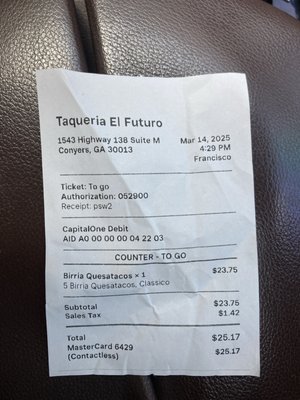 Taqueria El Futuro
1543 Highway 138 Suite M
Conyers, GA 30013
Mar 14, 2025
4:29 PM
Francisco
Ticket: To go
Authorization: 052900
Receipt: psw2
CapitalOne Debit
AID A0 00 00 00 04 22 03
COUNTER - TO GO
Birria Quesatacos × 1 $23.75
5 Birria Quesatacos, Classico
Subtotal $23.75
Sales Tax $1.42
Total $25.17
MasterCard 6429 $25.17
(Contactless)